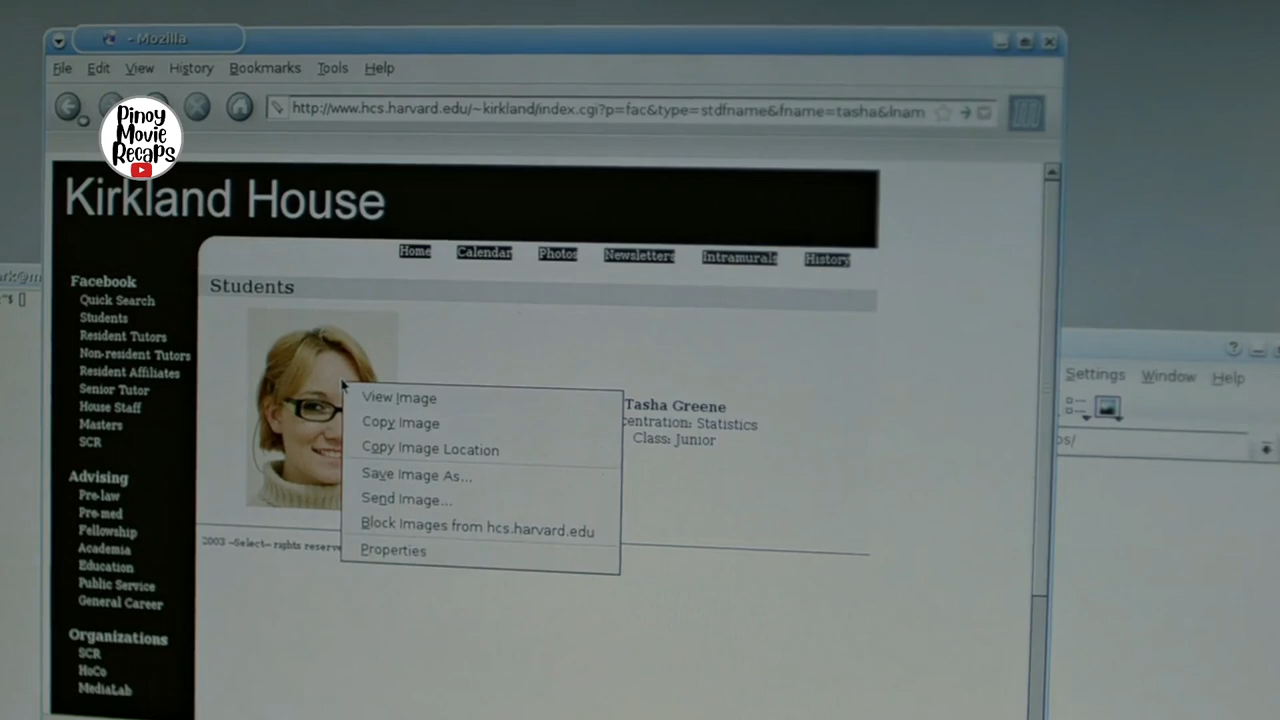 - Mozilla
File Edit View History Bookmarks Tools Help
http://www.hcs.harvard.edu/~kirkland/index.cgi?p=fac&type=stdfname&fname=tasha&lnam
Pinoy
Movie
Recaps
Kirkland House
Home Calendar Photos Newsletters Intramurals History
Facebook
Quick Search
Students
Resident Tutors
Non-resident Tutors
Resident Affiliates
Senior Tutor
House Staff
Masters
SCR
Advising
Pre-law
Pre-med
Fellowship
Academia
Education
Public Service
General Career
Organizations
SCR
HoCo
MediaLab
Students
View Image
Copy Image
Copy Image Location
Save Image As...
Send Image...
Block Images from hcs.harvard.edu
Properties
Tasha Greene
centration: Statistics
Class: Junior
2003 ~Select~ rights reserve
Settings Window Help